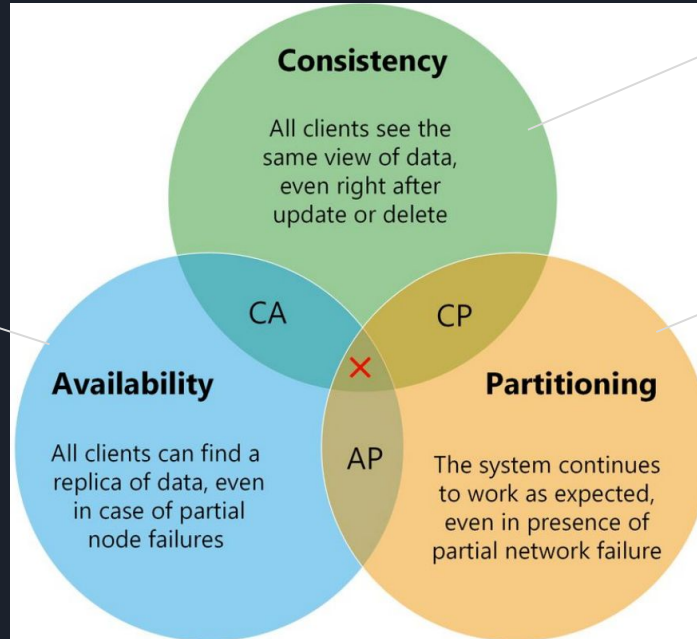 Consistency
All clients see the
same view of data,
even right after
update or delete
CA
CP
Availability
All clients can find a
replica of data, even
in case of partial
node failures
AP
Partitioning
The system continues
to work as expected,
even in presence of
partial network failure